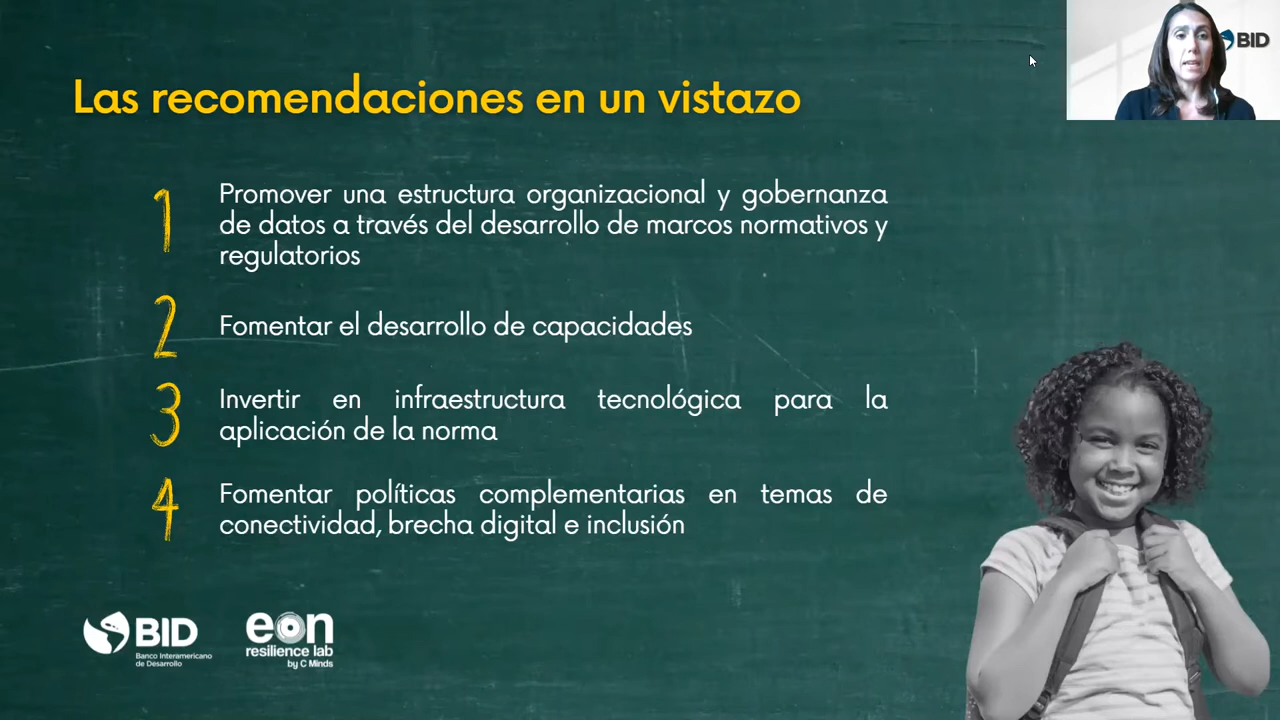 BID
Las recomendaciones en un vistazo
1
Promover una estructura organizacional y gobernanza
de datos a través del desarrollo de marcos normativos y
regulatorios
2
Fomentar el desarrollo de capacidades
3
Invertir en infraestructura tecnológica para la
aplicación de la norma
4
Fomentar políticas complementarias en temas de
conectividad, brecha digital e inclusión
BID
Banco Interamericano
de Desarrollo
eon
resilience lab
by C Minds